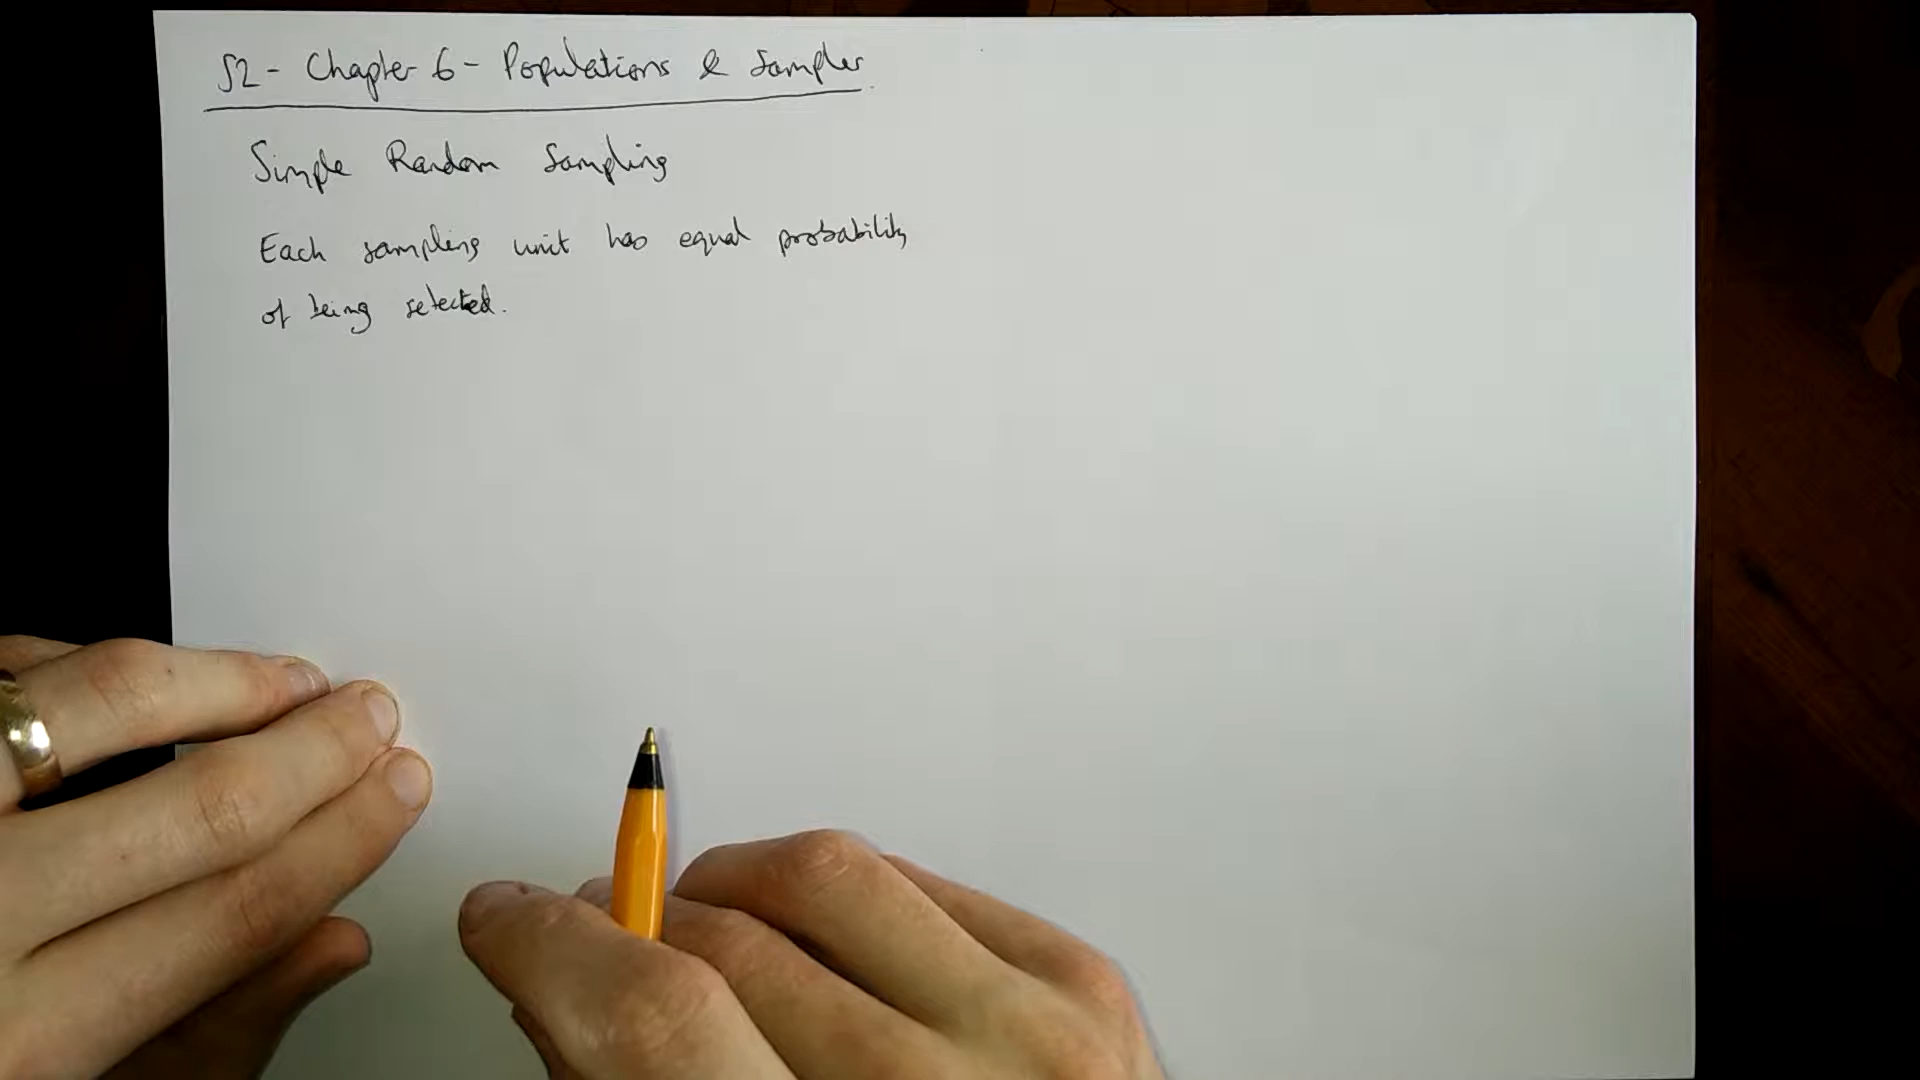 S2 - Chapter 6 - Populations & Samples
Simple Random Sampling
Each sampling unit has equal probability
of being selected.